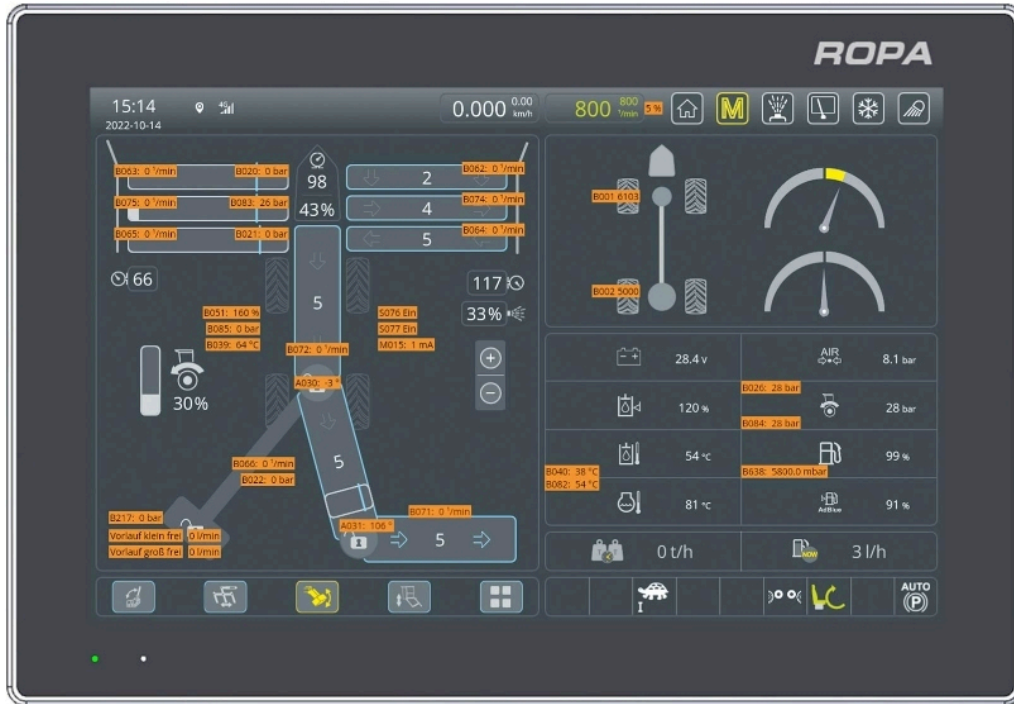 ROPA
15:14
2022-10-14
4G
0.000 0.00 km/h
800 800 ¹/min 5 %
M
B063: 0 ¹/min B020: 0 bar
98
2
B062: 0 ¹/min
B075: 0 ¹/min B083: 26 bar
43%
4
B074: 0 ¹/min
B065: 0 ¹/min B021: 0 bar
5
B064: 0 ¹/min
66
117
33%
5
B051: 160 %
B085: 0 bar
B039: 64 °C
S076 Ein
S077 Ein
M015: 1 mA
B072: 0 ¹/min
A030: -3 °
30%
5
B066: 0 ¹/min
B022: 0 bar
B217: 0 bar
Vorlauf klein frei 0 l/min
Vorlauf groß frei 0 l/min
A031: 106 °
B071: 0 ¹/min
5
B001 6103
B002 5000
28.4 V
AIR
8.1 bar
120 %
B026: 28 bar
28 bar
B084: 28 bar
54 °C
99 %
B040: 38 °C
B082: 54 °C
B638: 5800.0 mbar
81 °C
AdBlue
91 %
0 t/h
NOW
3 l/h
I
AUTO
P